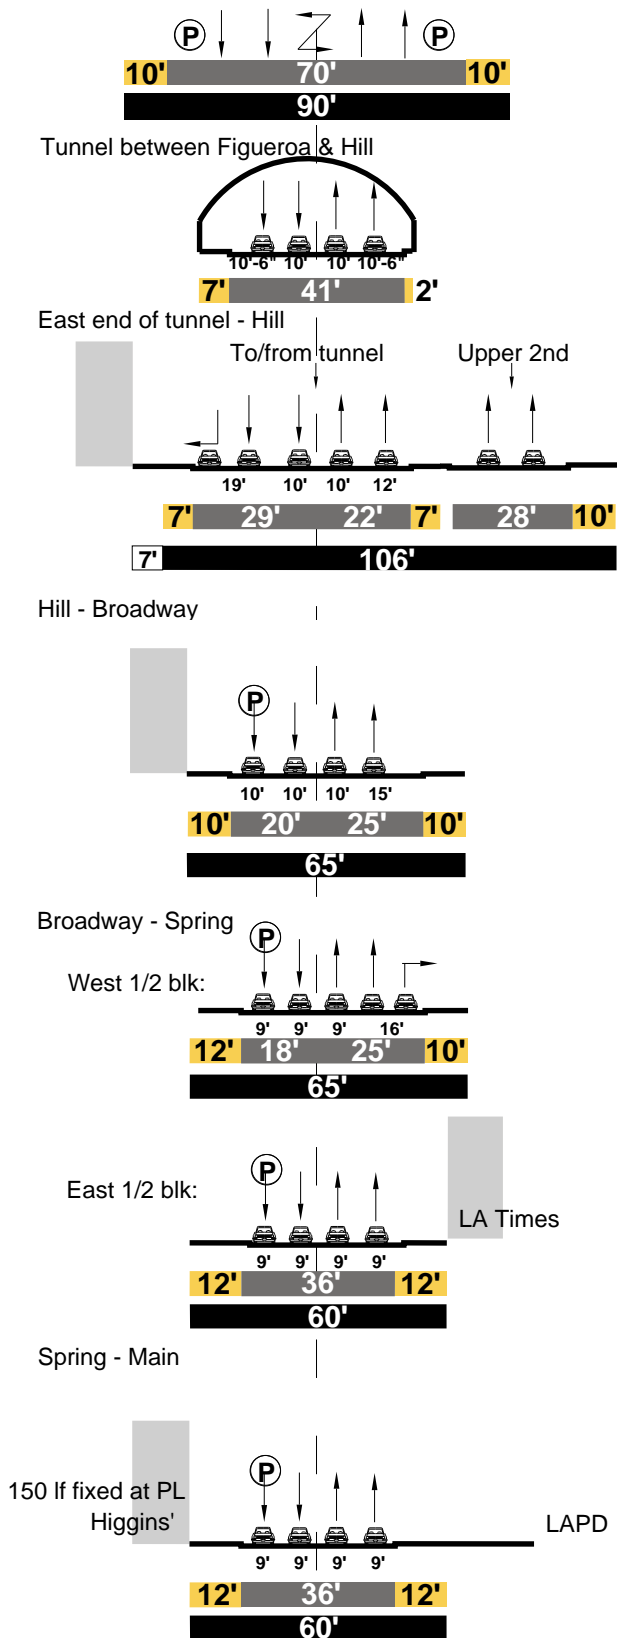 P P
10' 70' 10'
90'
Tunnel between Figueroa & Hill
10'-6" 10' 10' 10'-6"
7' 41' 2'
East end of tunnel - Hill
To/from tunnel Upper 2nd
19' 10' 10' 12'
7' 29' 22' 7' 28' 10'
7' 106'
Hill - Broadway
P
10' 10' 10' 15'
10' 20' 25' 10'
65'
Broadway - Spring
P
West 1/2 blk:
9' 9' 9' 16'
12' 18' 25' 10'
65'
P
East 1/2 blk:
LA Times
9' 9' 9' 9'
12' 36' 12'
60'
Spring - Main
P
150 lf fixed at PL
Higgins'
LAPD
9' 9' 9' 9'
12' 36' 12'
60'